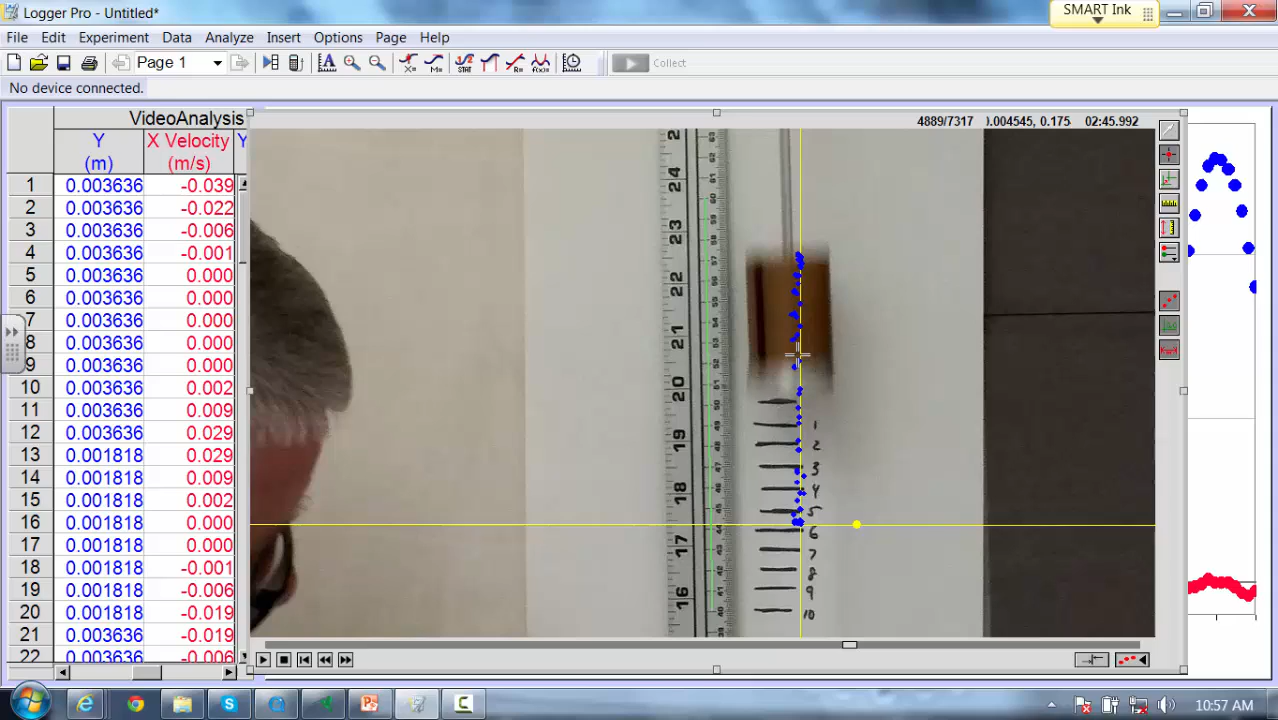 Logger Pro - Untitled*
SMART Ink
File Edit Experiment Data Analyze Insert Options Page Help
Page 1
Collect
No device connected.
VideoAnalysis
4889/7317 0.004545, 0.175 02:45.992
Y X Velocity Y
(m) (m/s)
1 0.003636 -0.039
2 0.003636 -0.022
3 0.003636 -0.006
4 0.003636 -0.001
5 0.003636 0.000
6 0.003636 0.000
7 0.003636 0.000
8 0.003636 0.000
9 0.003636 0.000
10 0.003636 0.002
11 0.003636 0.009
12 0.003636 0.029
13 0.001818 0.029
14 0.001818 0.009
15 0.001818 0.002
16 0.001818 0.000
17 0.001818 0.000
18 0.001818 -0.001
19 0.001818 -0.006
20 0.001818 -0.019
21 0.003636 -0.019
22 0.003636 -0.006
24
23
22
21
20
19
18
17
16
1
2
3
4
5
6
7
8
9
10
10:57 AM